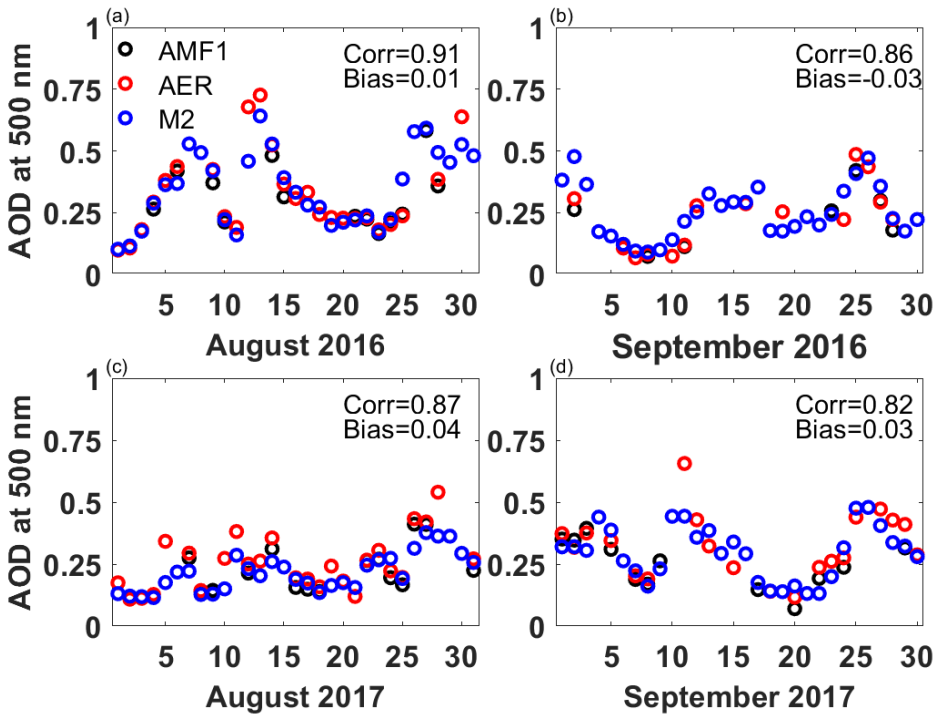 (a)
AMF1
AER
M2
Corr=0.91
Bias=0.01
AOD at 500 nm
1
0.75
0.5
0.25
0
5 10 15 20 25 30
August 2016
(b)
Corr=0.86
Bias=-0.03
1
0.75
0.5
0.25
0
5 10 15 20 25 30
September 2016
(c)
Corr=0.87
Bias=0.04
AOD at 500 nm
1
0.75
0.5
0.25
0
5 10 15 20 25 30
August 2017
(d)
Corr=0.82
Bias=0.03
1
0.75
0.5
0.25
0
5 10 15 20 25 30
September 2017